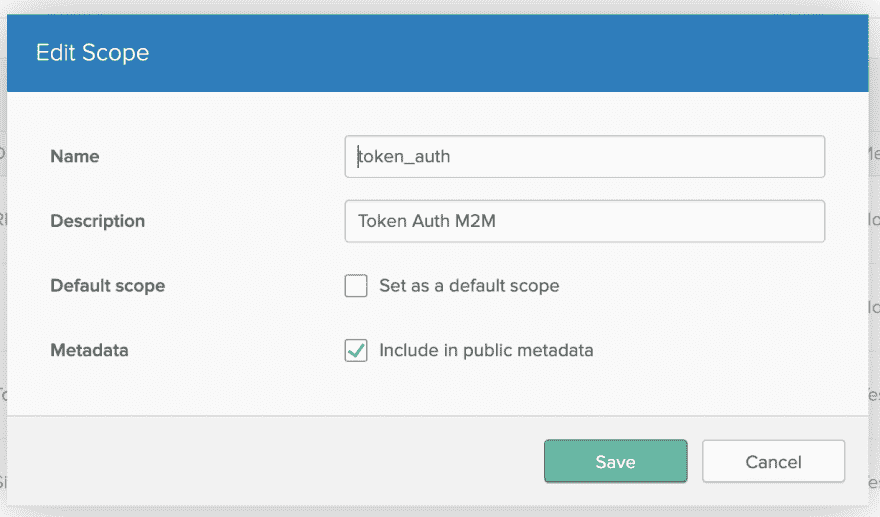 Edit Scope
Name
token_auth
Description
Token Auth M2M
Default scope
Set as a default scope
Metadata
Include in public metadata
Save
Cancel